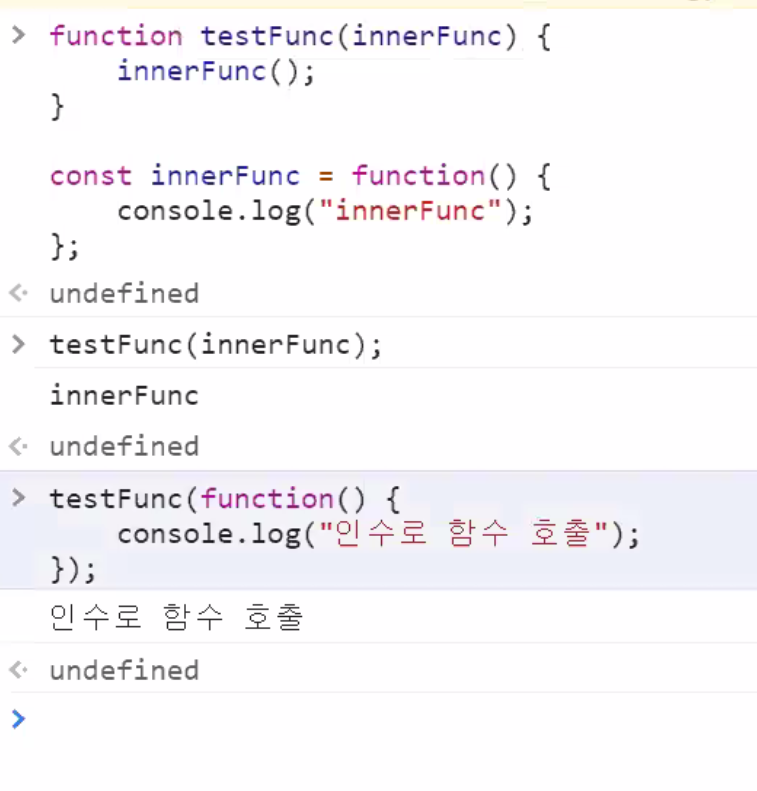 > function testFunc(innerFunc) {
    innerFunc();
}
const innerFunc = function() {
    console.log("innerFunc");
};
<· undefined
> testFunc(innerFunc);
innerFunc
<· undefined
> testFunc(function() {
    console.log("인수로 함수 호출");
});
인수로 함수 호출
<· undefined
>